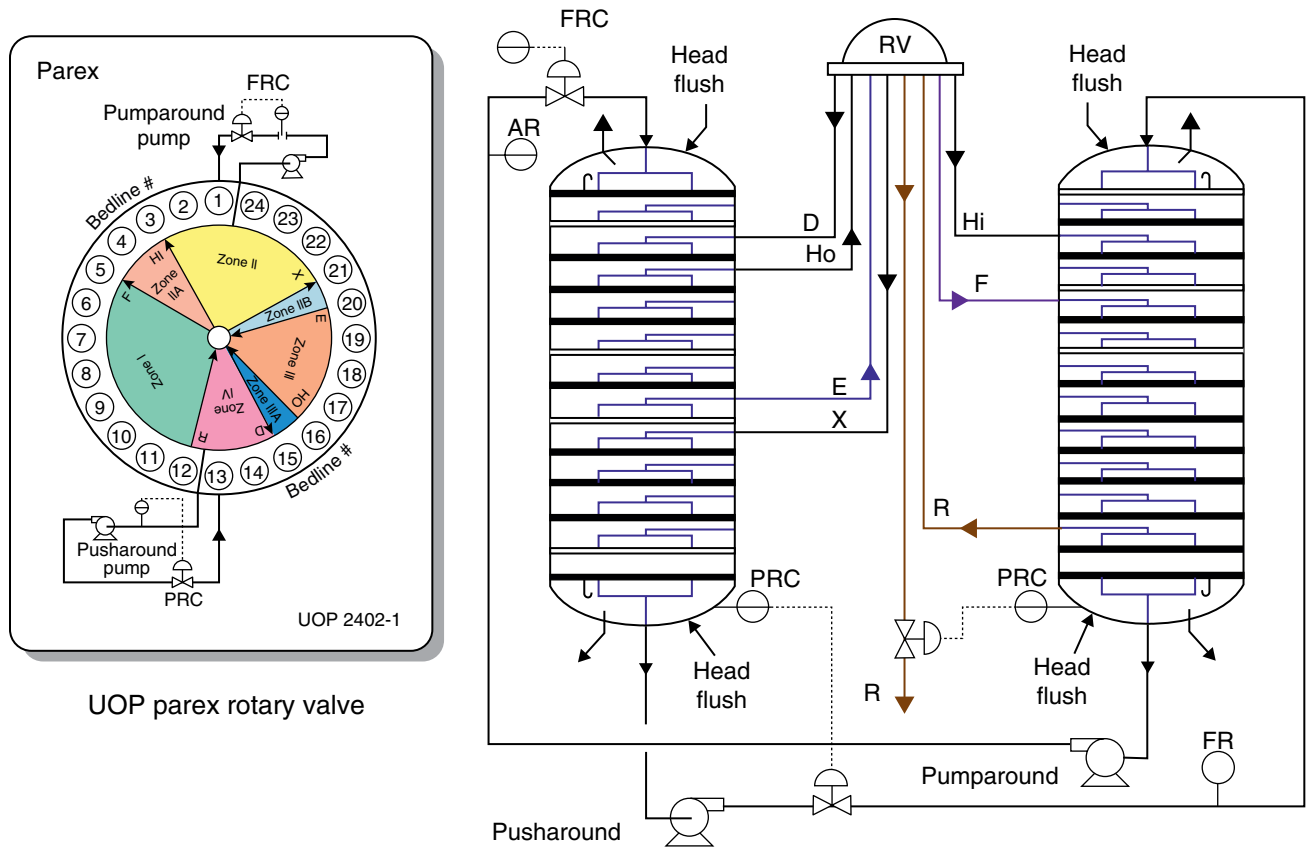 Parex
FRC
Pumparound
pump
Bedline #
1
2
3
4
5
6
7
8
9
10
11
12
13
14
15
16
17
18
19
20
21
22
23
24
Bedline #
HI
Zone
IIA
F
Zone II
X
Zone IIB
E
Zone III
HO
Zone IIIA
D
Zone
IV
R
Zone I
Pusharound
pump
PRC
UOP 2402-1
UOP parex rotary valve
FRC
AR
Head
flush
RV
Head
flush
D
Ho
Hi
F
E
X
R
PRC
PRC
Head
flush
R
Head
flush
Pumparound
FR
Pusharound